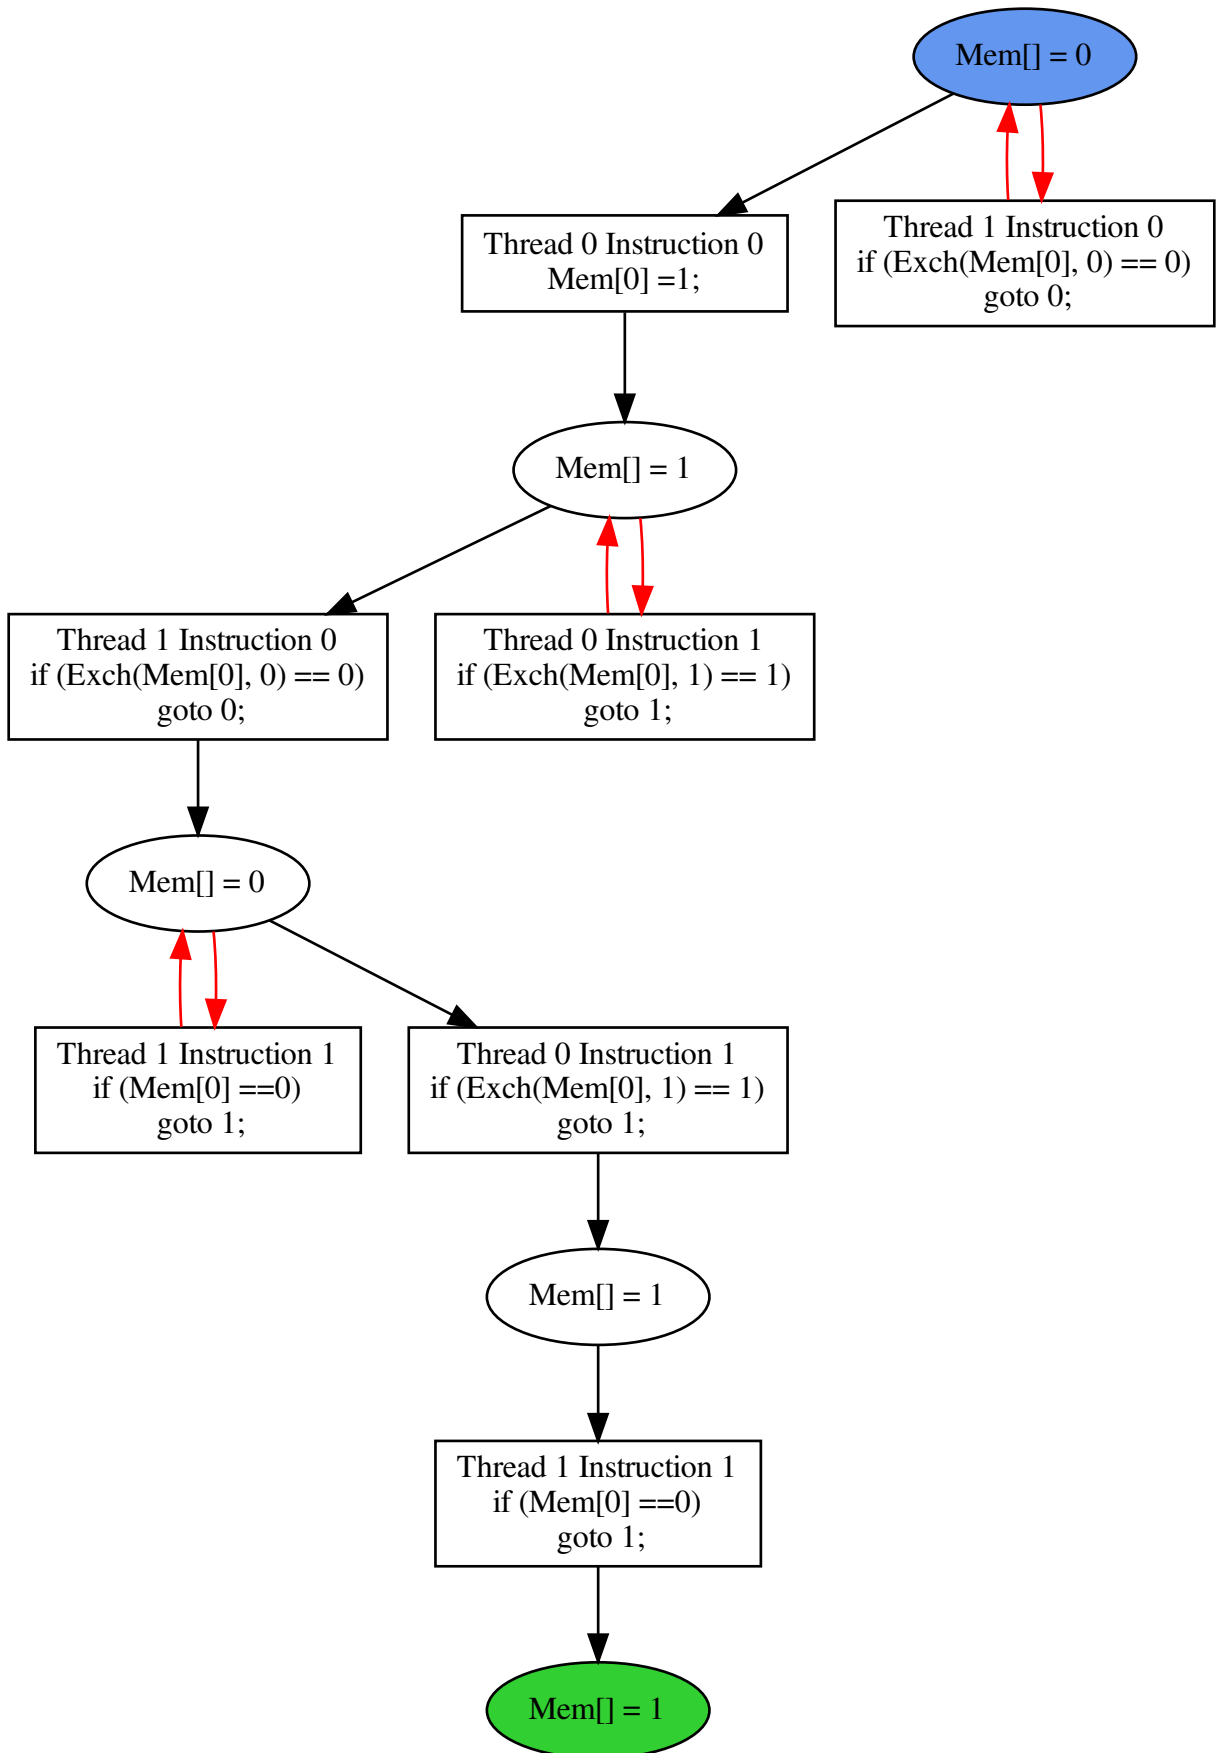 Mem[] = 0
Thread 0 Instruction 0
Mem[0] =1;
Thread 1 Instruction 0
if (Exch(Mem[0], 0) == 0)
goto 0;
Mem[] = 1
Thread 1 Instruction 0
if (Exch(Mem[0], 0) == 0)
goto 0;
Thread 0 Instruction 1
if (Exch(Mem[0], 1) == 1)
goto 1;
Mem[] = 0
Thread 1 Instruction 1
if (Mem[0] ==0)
goto 1;
Thread 0 Instruction 1
if (Exch(Mem[0], 1) == 1)
goto 1;
Mem[] = 1
Thread 1 Instruction 1
if (Mem[0] ==0)
goto 1;
Mem[] = 1